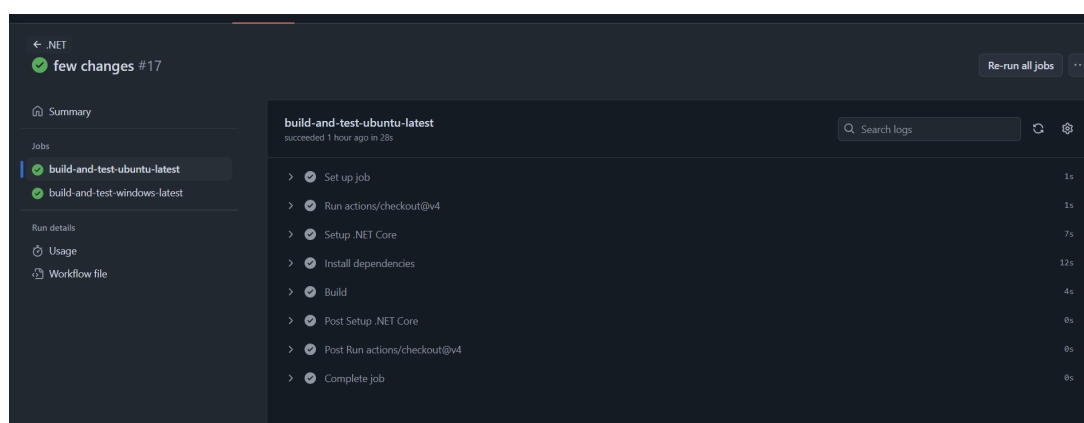 ← .NET
few changes #17
Re-run all jobs
Summary
Jobs
build-and-test-ubuntu-latest
build-and-test-windows-latest
Run details
Usage
Workflow file
build-and-test-ubuntu-latest
succeeded 1 hour ago in 28s
Search logs
Set up job 1s
Run actions/checkout@v4 1s
Setup .NET Core 7s
Install dependencies 12s
Build 4s
Post Setup .NET Core 0s
Post Run actions/checkout@v4 0s
Complete job 0s